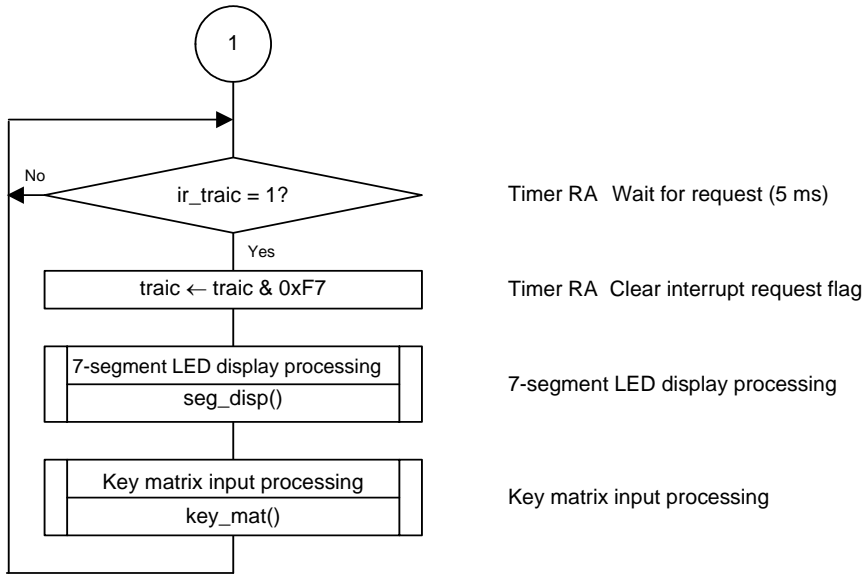 1
No
ir_traic = 1?
Timer RA Wait for request (5 ms)
Yes
traic ← traic & 0xF7
Timer RA Clear interrupt request flag
7-segment LED display processing
seg_disp()
7-segment LED display processing
Key matrix input processing
key_mat()
Key matrix input processing